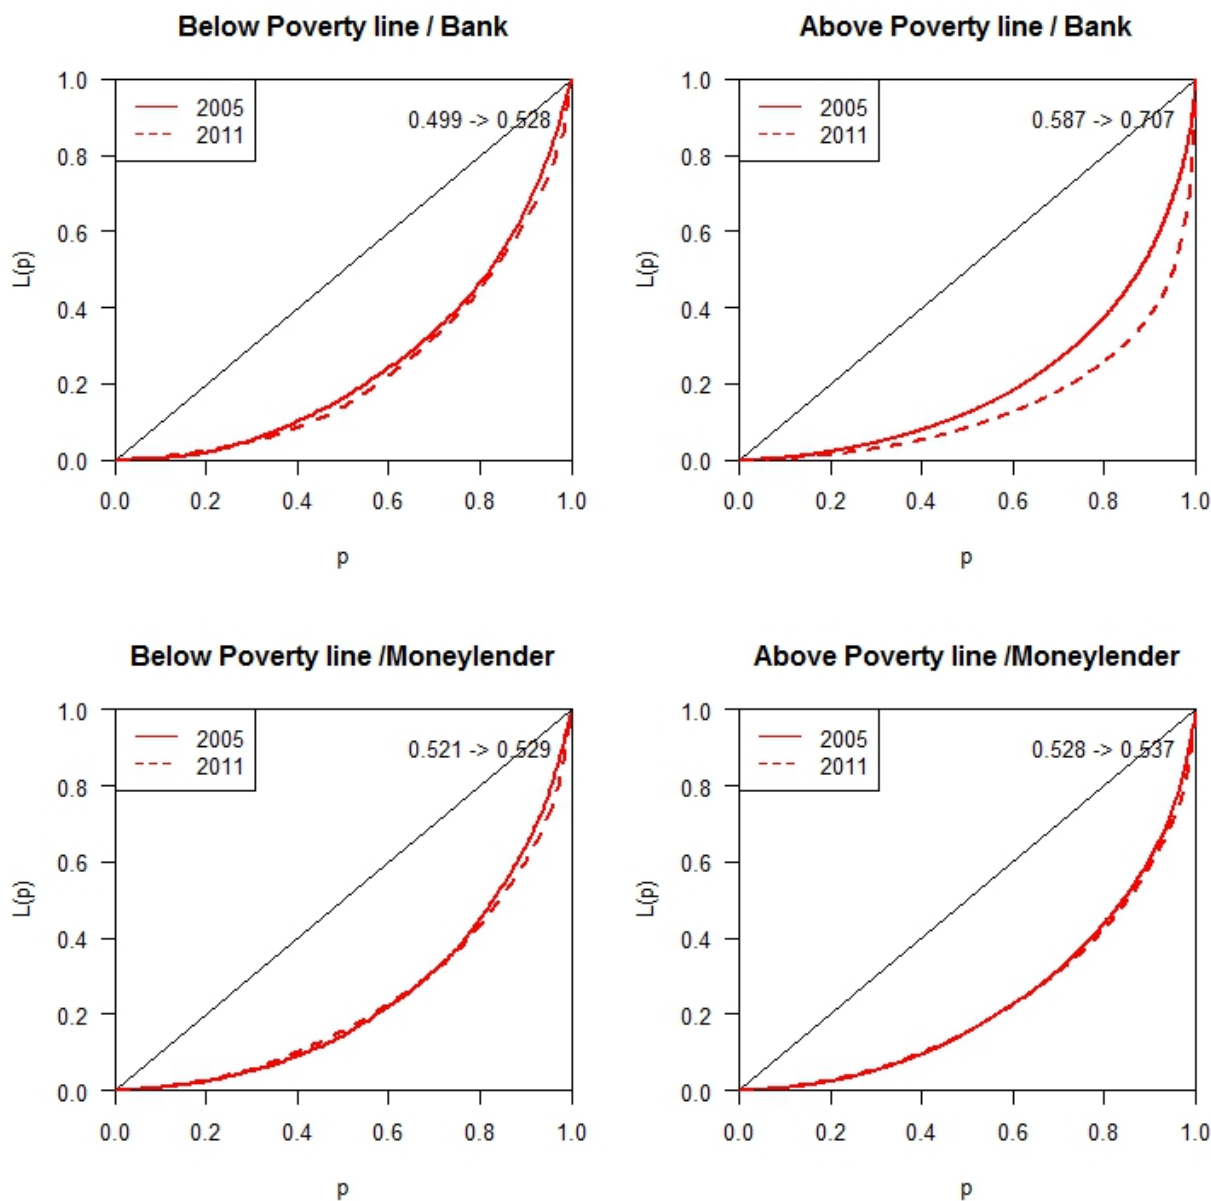 Below Poverty line / Bank
1.0
0.8
0.6
0.4
0.2
0.0
L(p)
2005
2011
0.499 -> 0.528
0.0 0.2 0.4 0.6 0.8 1.0
p
Above Poverty line / Bank
1.0
0.8
0.6
0.4
0.2
0.0
L(p)
2005
2011
0.587 -> 0.707
0.0 0.2 0.4 0.6 0.8 1.0
p
Below Poverty line /Moneylender
1.0
0.8
0.6
0.4
0.2
0.0
L(p)
2005
2011
0.521 -> 0.529
0.0 0.2 0.4 0.6 0.8 1.0
p
Above Poverty line /Moneylender
1.0
0.8
0.6
0.4
0.2
0.0
L(p)
2005
2011
0.528 -> 0.537
0.0 0.2 0.4 0.6 0.8 1.0
p